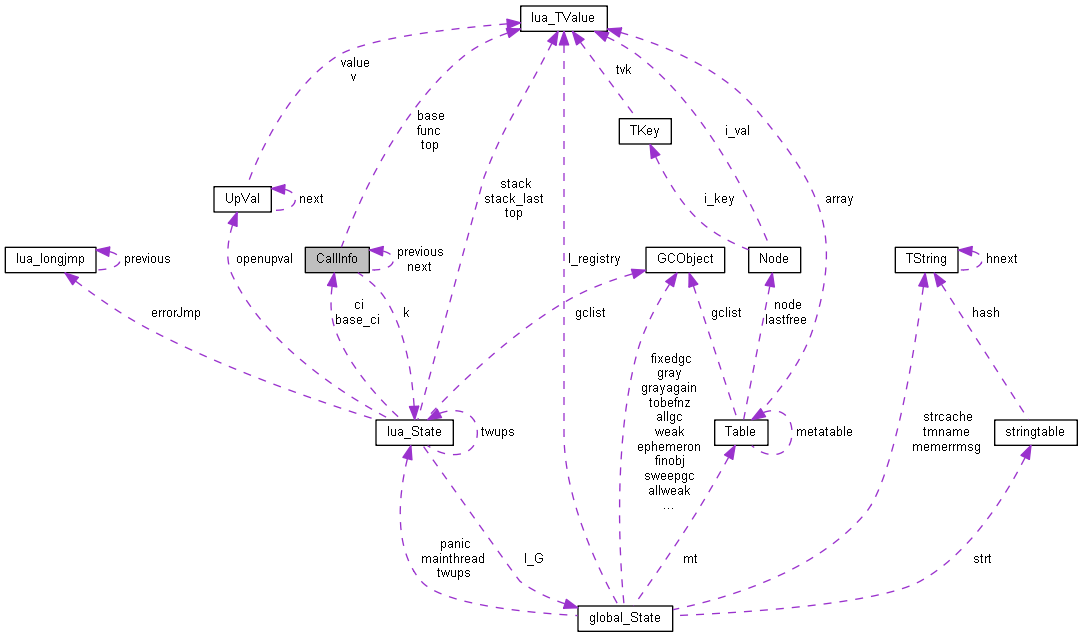 lua_TValue
value
v
tvk
base
func
top
TKey
i_val
stack
stack_last
top
UpVal
next
i_key
array
lua_longjmp
previous
openupval
CallInfo
previous
next
l_registry
GCObject
Node
TString
hnext
errorJmp
ci
base_ci
k
gclist
gclist
node
lastfree
hash
fixedgc
gray
grayagain
tobefnz
allgc
weak
ephemeron
finobj
sweepgc
allweak
...
lua_State
twups
Table
metatable
strcache
tmname
memerrmsg
stringtable
panic
mainthread
twups
l_G
mt
strt
global_State